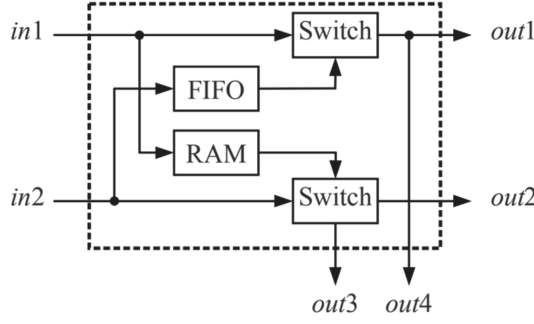 in1
Switch
out1
FIFO
RAM
in2
Switch
out2
out3
out4